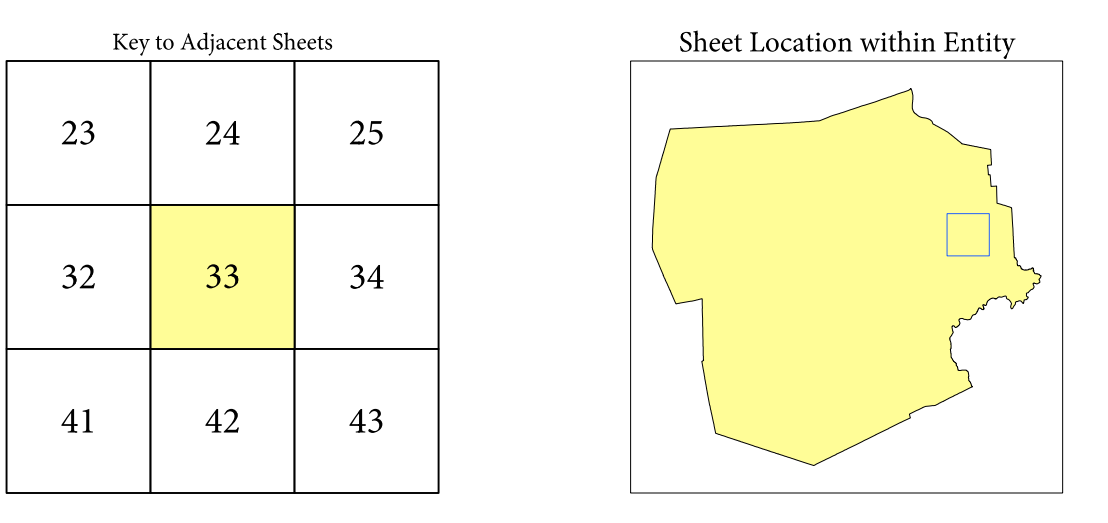 Key to Adjacent Sheets
23 24 25
32 33 34
41 42 43
Sheet Location within Entity